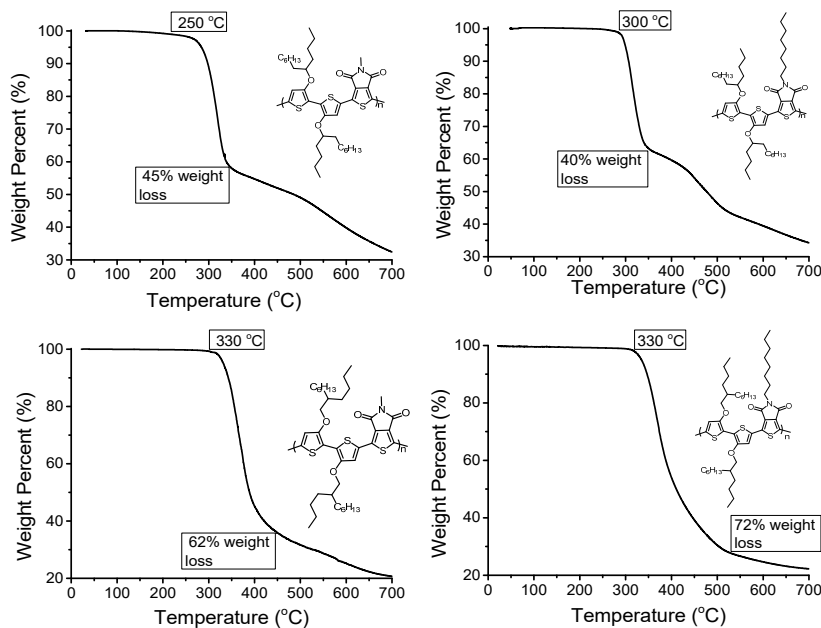 250 °C
100
90
80
70
60
50
40
30
0 100 200 300 400 500 600 700
Weight Percent (%)
Temperature (°C)
45% weight
loss
C6H13
O
N
O O
S S S
n
O
C6H13
300 °C
100
90
80
70
60
50
40
30
0 100 200 300 400 500 600 700
Weight Percent (%)
Temperature (°C)
40% weight
loss
C6H13
O
N
O O
S S S
n
O
C6H13
330 °C
100
80
60
40
20
0 100 200 300 400 500 600 700
Weight Percent (%)
Temperature (°C)
62% weight
loss
C6H13
O
N
O O
S S S
n
O
C6H13
330 °C
100
80
60
40
20
0 100 200 300 400 500 600 700
Weight Percent (%)
Temperature (°C)
72% weight
loss
C6H13
O
N
O O
S S S
n
O
C6H13